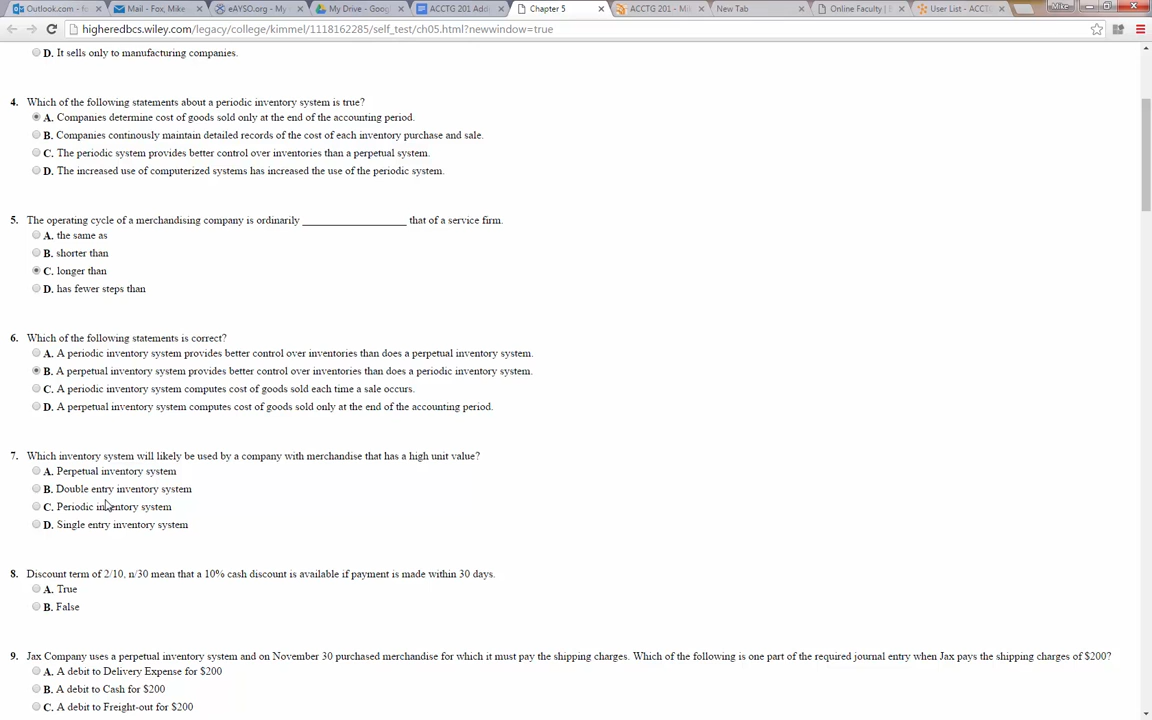 Outlook.com - fo
Mail - Fox, Mike
eAYSO.org - My
My Drive - Goog
ACCTG 201 Addi
Chapter 5
ACCTG 201 - Mi
New Tab
Online Faculty |
User List - ACCT
Mike
higheredbcs.wiley.com/legacy/college/kimmel/1118162285/self_test/ch05.html?newwindow=true
D. It sells only to manufacturing companies.
4. Which of the following statements about a periodic inventory system is true?
A. Companies determine cost of goods sold only at the end of the accounting period.
B. Companies continously maintain detailed records of the cost of each inventory purchase and sale.
C. The periodic system provides better control over inventories than a perpetual system.
D. The increased use of computerized systems has increased the use of the periodic system.
5. The operating cycle of a merchandising company is ordinarily ____________________ that of a service firm.
A. the same as
B. shorter than
C. longer than
D. has fewer steps than
6. Which of the following statements is correct?
A. A periodic inventory system provides better control over inventories than does a perpetual inventory system.
B. A perpetual inventory system provides better control over inventories than does a periodic inventory system.
C. A periodic inventory system computes cost of goods sold each time a sale occurs.
D. A perpetual inventory system computes cost of goods sold only at the end of the accounting period.
7. Which inventory system will likely be used by a company with merchandise that has a high unit value?
A. Perpetual inventory system
B. Double entry inventory system
C. Periodic inventory system
D. Single entry inventory system
8. Discount term of 2/10, n/30 mean that a 10% cash discount is available if payment is made within 30 days.
A. True
B. False
9. Jax Company uses a perpetual inventory system and on November 30 purchased merchandise for which it must pay the shipping charges. Which of the following is one part of the required journal entry when Jax pays the shipping charges of $200?
A. A debit to Delivery Expense for $200
B. A debit to Cash for $200
C. A debit to Freight-out for $200